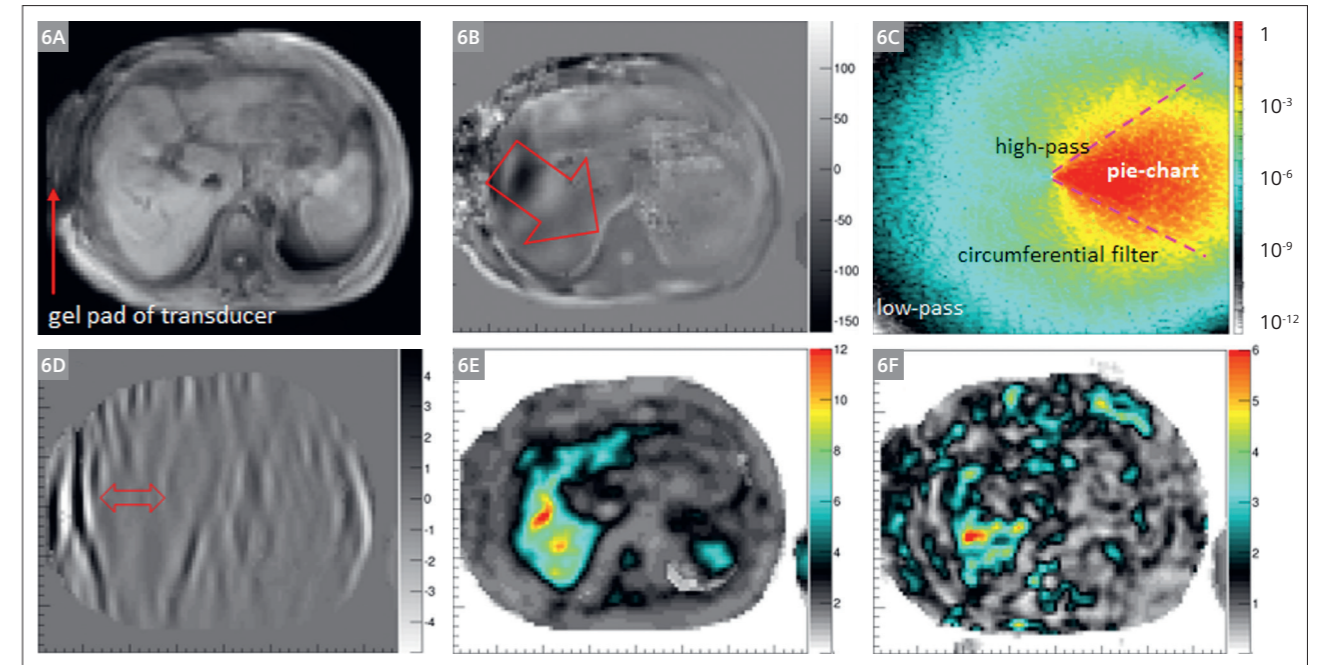 6A
gel pad of transducer
6B
100
50
0
-50
-100
-150
6C
high-pass
pie-chart
circumferential filter
low-pass
1
10-3
10-6
10-9
10-12
6D
4
3
2
1
0
-1
-2
-3
-4
6E
12
10
8
6
4
2
6F
6
5
4
3
2
1